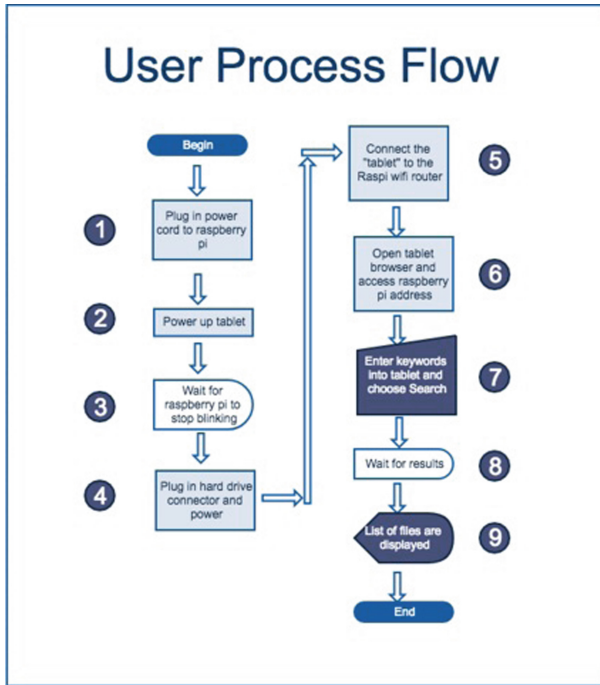 User Process Flow
Begin
1
Plug in power
cord to raspberry
pi
2
Power up tablet
3
Wait for
raspberry pi to
stop blinking
4
Plug in hard drive
connector and
power
5
Connect the
"tablet" to the
Raspi wifi router
6
Open tablet
browser and
access raspberry
pi address
7
Enter keywords
into tablet and
choose Search
8
Wait for results
9
List of files are
displayed
End